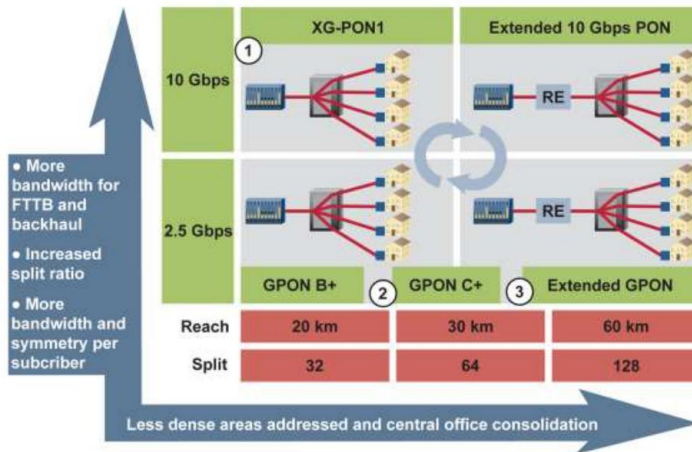 XG-PON1
Extended 10 Gbps PON
1
10 Gbps
RE
● More
bandwidth for
FTTB and
backhaul
● Increased
split ratio
● More
bandwidth and
symmetry per
subcriber
2.5 Gbps
RE
GPON B+
2
GPON C+
3
Extended GPON
Reach
20 km
30 km
60 km
Split
32
64
128
Less dense areas addressed and central office consolidation